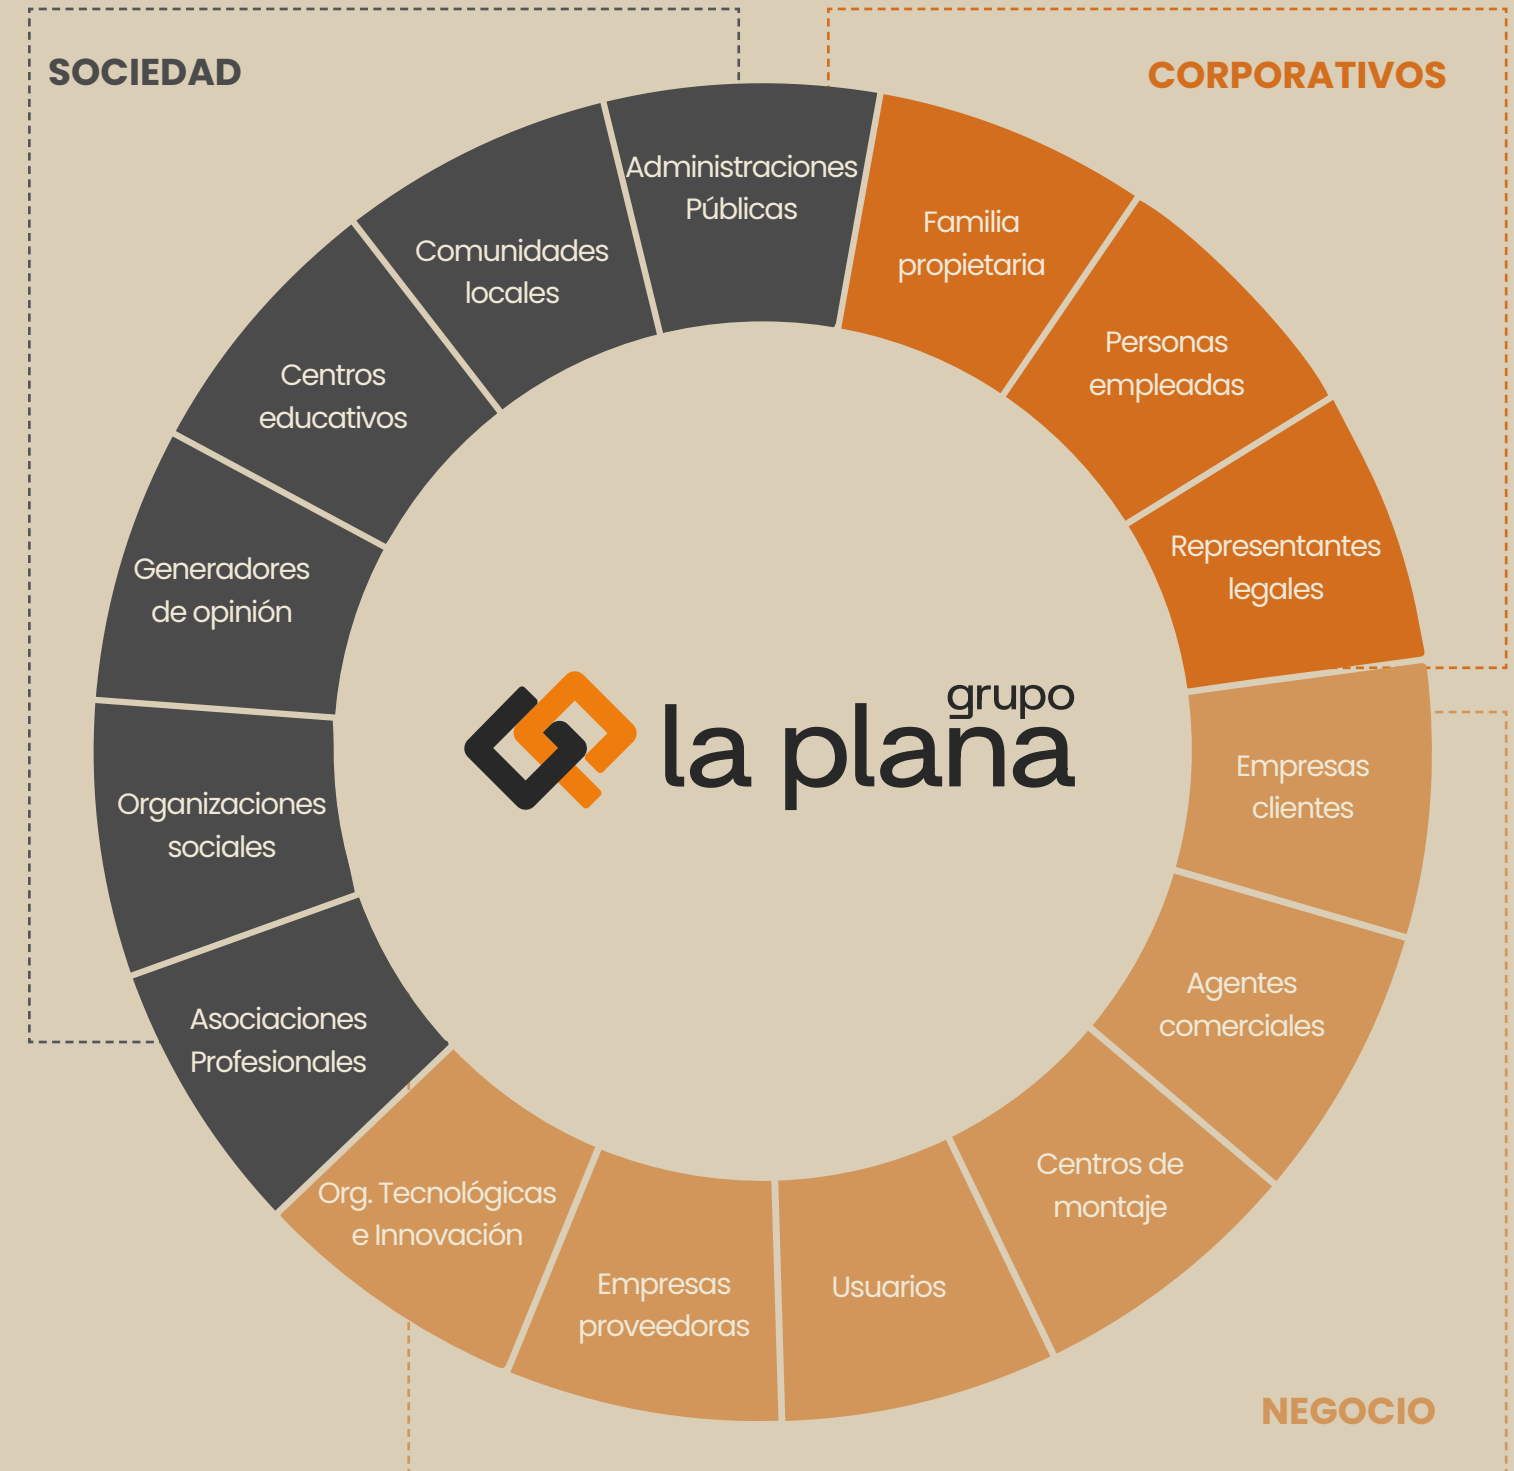 SOCIEDAD
CORPORATIVOS
Administraciones
Públicas
Familia
propietaria
Personas
empleadas
Representantes
legales
Empresas
clientes
Agentes
comerciales
Centros de
montaje
Usuarios
Empresas
proveedoras
Org. Tecnológicas
e Innovación
Asociaciones
Profesionales
Organizaciones
sociales
Generadores
de opinión
Centros
educativos
Comunidades
locales
grupo
la plana
NEGOCIO